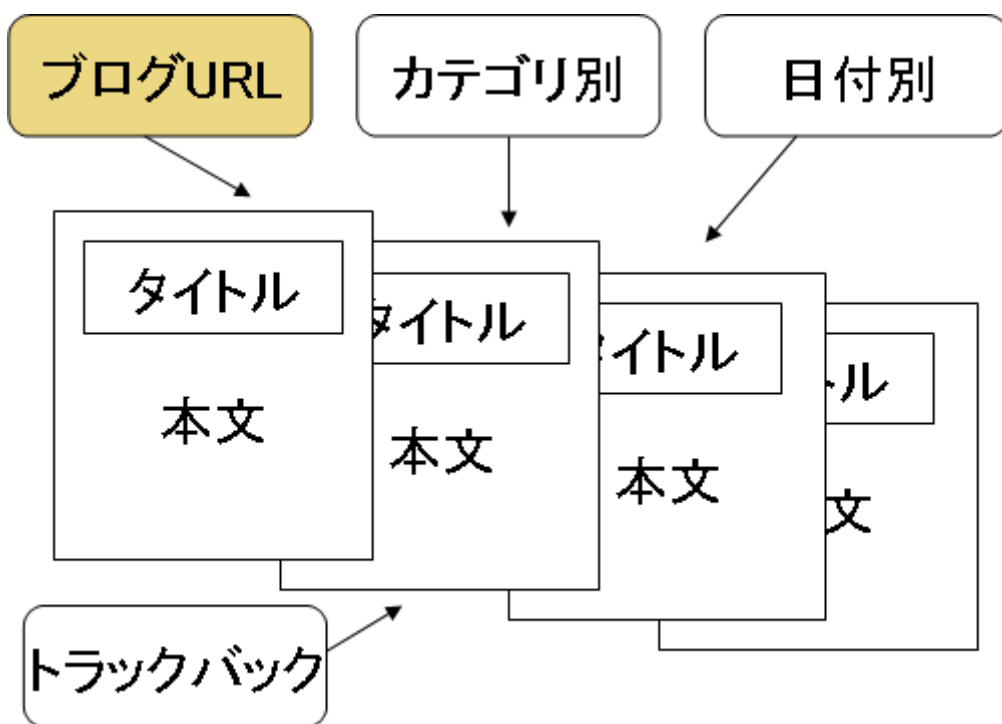 ブログURL
カテゴリ別
日付別
タイトル
タイトル
タイトル
トル
本文
本文
本文
文
トラックバック